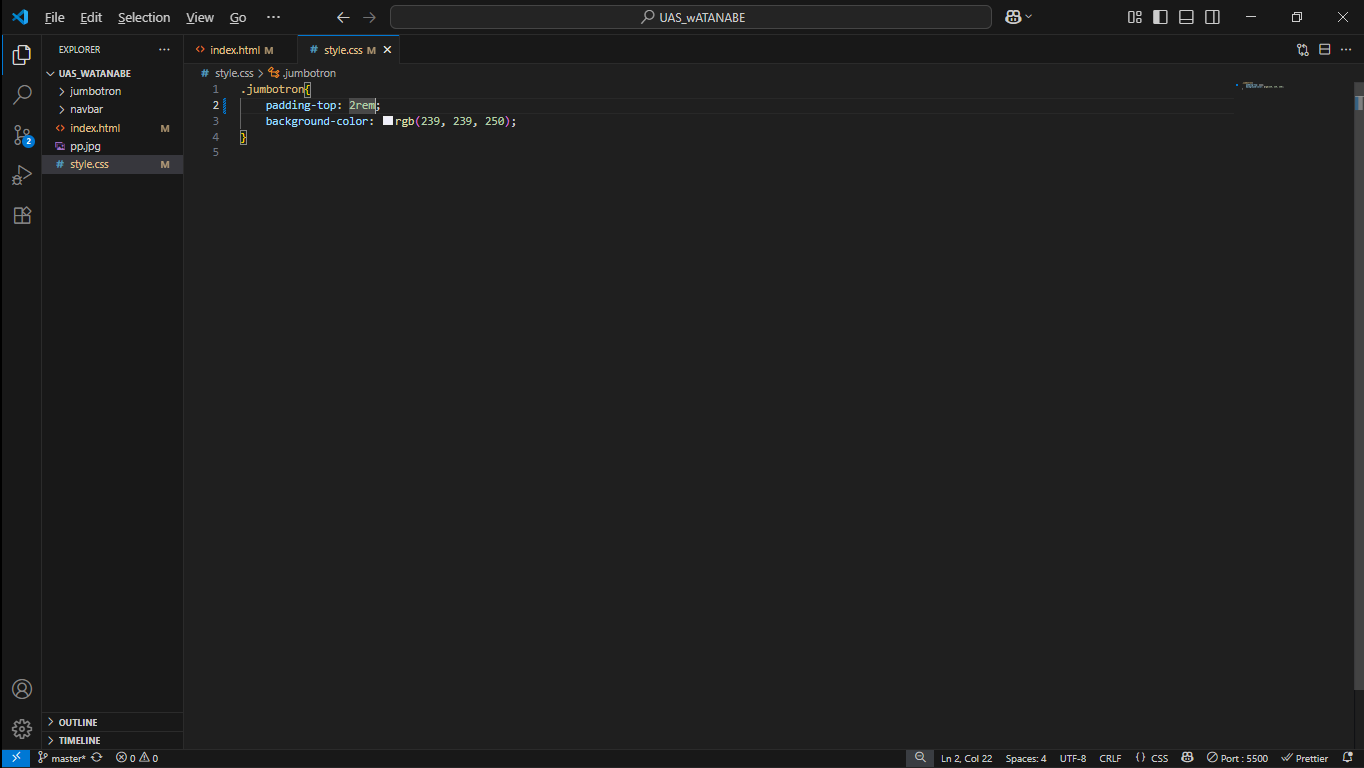 File Edit Selection View Go ··· UAS_wATANABE
EXPLORER ···
UAS_WATANABE
jumbotron
navbar
index.html M
pp.jpg
style.css M
OUTLINE
TIMELINE
2
index.html M # style.css M
# style.css > .jumbotron
1 .jumbotron{
2 padding-top: 2rem;
3 background-color: rgb(239, 239, 250);
4 }
5
master* 0 0 Ln 2, Col 22 Spaces: 4 UTF-8 CRLF {} CSS Port : 5500 Prettier